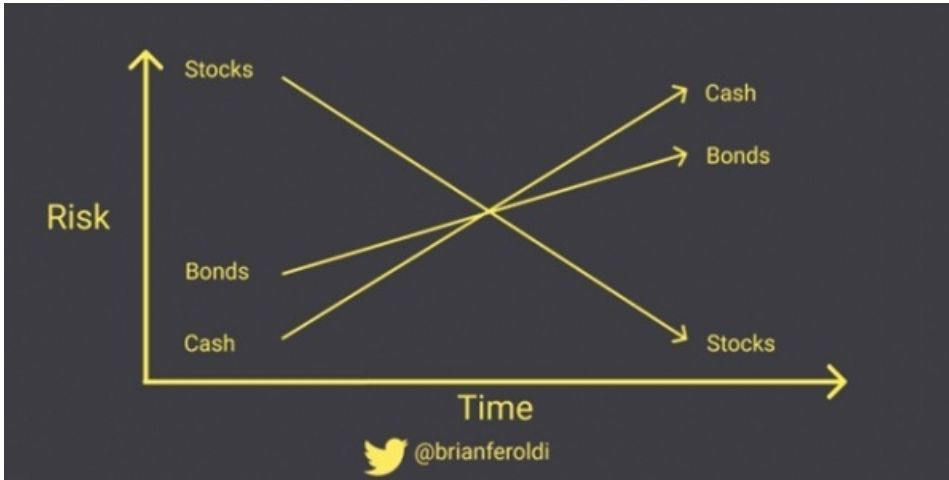 Stocks
Cash
Bonds
Risk
Bonds
Cash
Stocks
Time
@brianferoldi